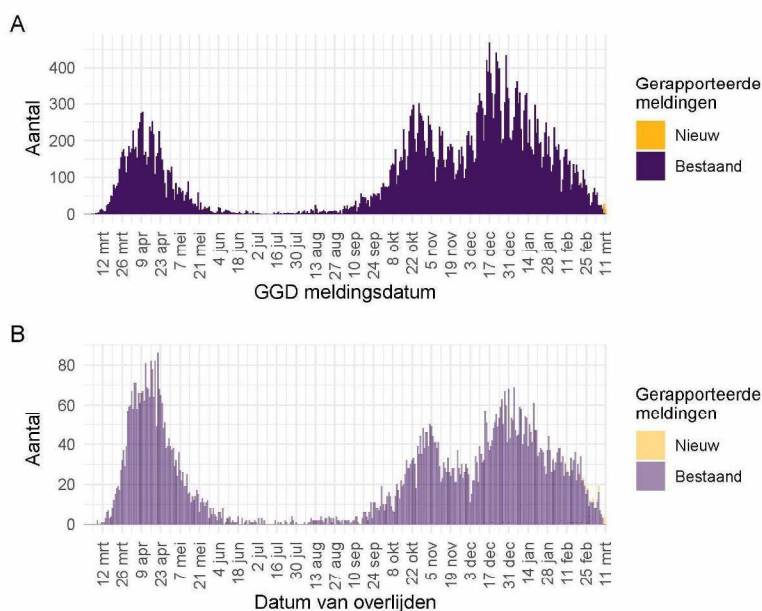 A
Aantal
400
300
200
100
0
12 mrt
26 mrt
9 apr
23 apr
7 mei
21 mei
4 jun
18 jun
2 jul
16 jul
30 jul
13 aug
27 aug
10 sep
24 sep
8 okt
22 okt
5 nov
19 nov
3 dec
17 dec
31 dec
14 jan
28 jan
11 feb
25 feb
11 mrt
GGD meldingsdatum
Gerapporteerde
meldingen
Nieuw
Bestaand
B
Aantal
80
60
40
20
0
12 mrt
26 mrt
9 apr
23 apr
7 mei
21 mei
4 jun
18 jun
2 jul
16 jul
30 jul
13 aug
27 aug
10 sep
24 sep
8 okt
22 okt
5 nov
19 nov
3 dec
17 dec
31 dec
14 jan
28 jan
11 feb
25 feb
11 mrt
Datum van overlijden
Gerapporteerde
meldingen
Nieuw
Bestaand